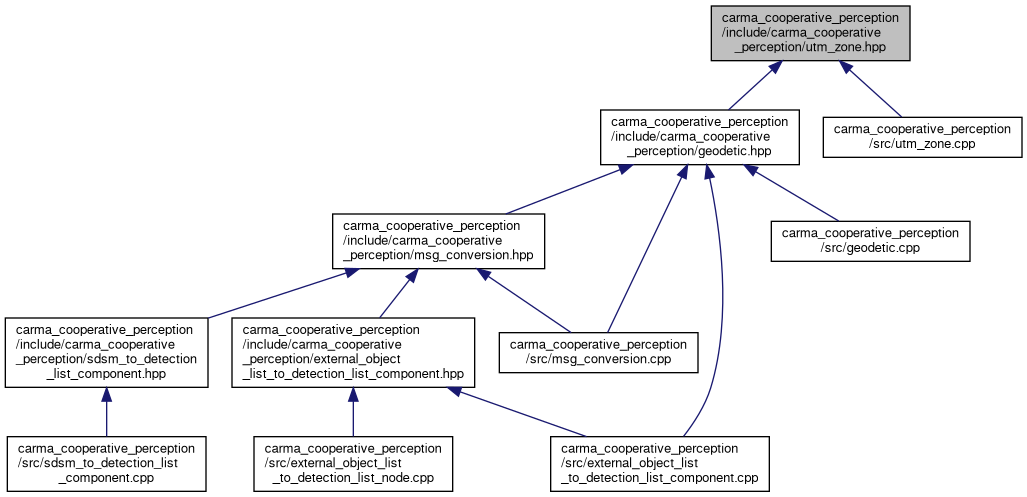 carma_cooperative_perception
/include/carma_cooperative
_perception/utm_zone.hpp
carma_cooperative_perception
/include/carma_cooperative
_perception/geodetic.hpp
carma_cooperative_perception
/src/utm_zone.cpp
carma_cooperative_perception
/include/carma_cooperative
_perception/msg_conversion.hpp
carma_cooperative_perception
/src/geodetic.cpp
carma_cooperative_perception
/include/carma_cooperative
_perception/sdsm_to_detection
_list_component.hpp
carma_cooperative_perception
/include/carma_cooperative
_perception/external_object
_list_to_detection_list_component.hpp
carma_cooperative_perception
/src/msg_conversion.cpp
carma_cooperative_perception
/src/sdsm_to_detection_list
_component.cpp
carma_cooperative_perception
/src/external_object_list
_to_detection_list_node.cpp
carma_cooperative_perception
/src/external_object_list
_to_detection_list_component.cpp